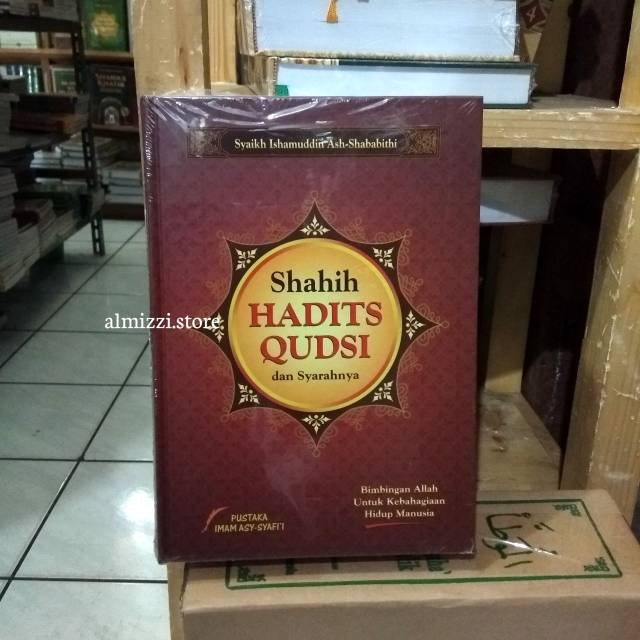 Syaikh Ishamuddin Ash-Shababithi
Shahih
HADITS
QUDSI
dan Syarahnya
almizzi.store
Bimbingan Allah
Untuk Kebahagiaan
Hidup Manusia
PUSTAKA
IMAM ASY-SYAFI'I